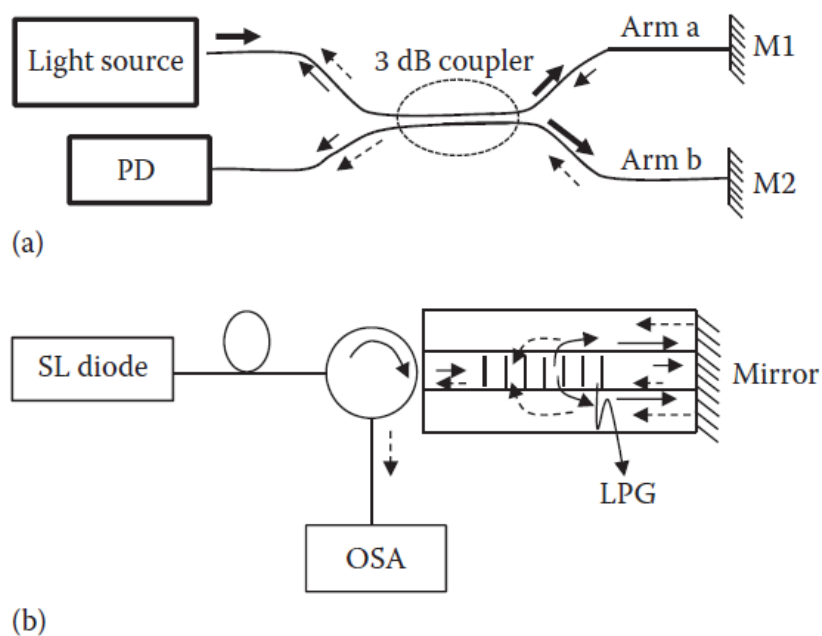 Light source
3 dB coupler
Arm a
M1
PD
Arm b
M2
(a)
SL diode
Mirror
LPG
OSA
(b)